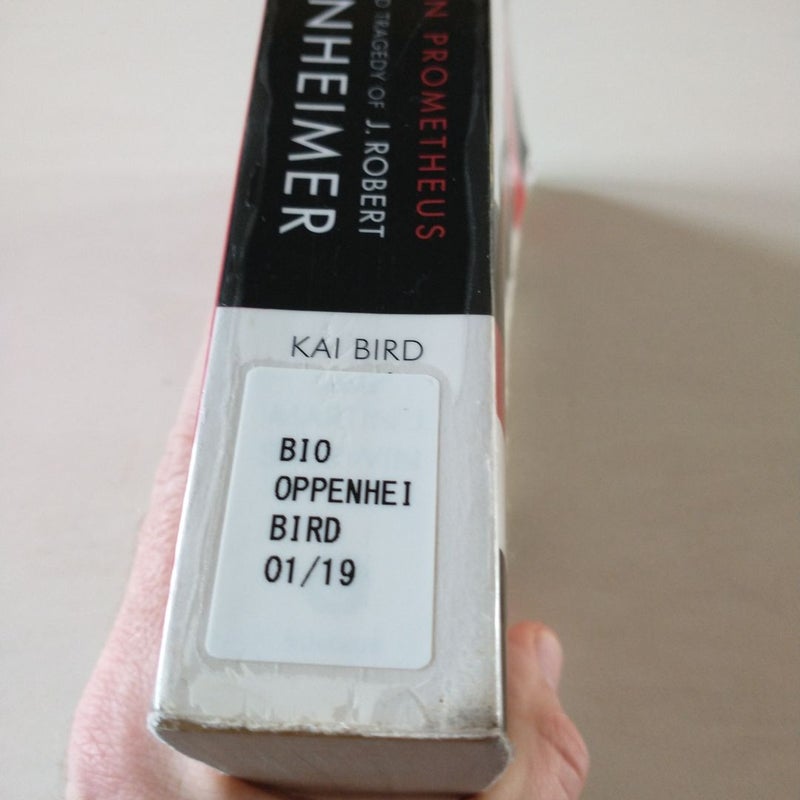 N PROMETHEUS
D TRAGEDY OF J. ROBERT
NHEIMER
KAI BIRD
BIO
OPPENHEI
BIRD
01/19